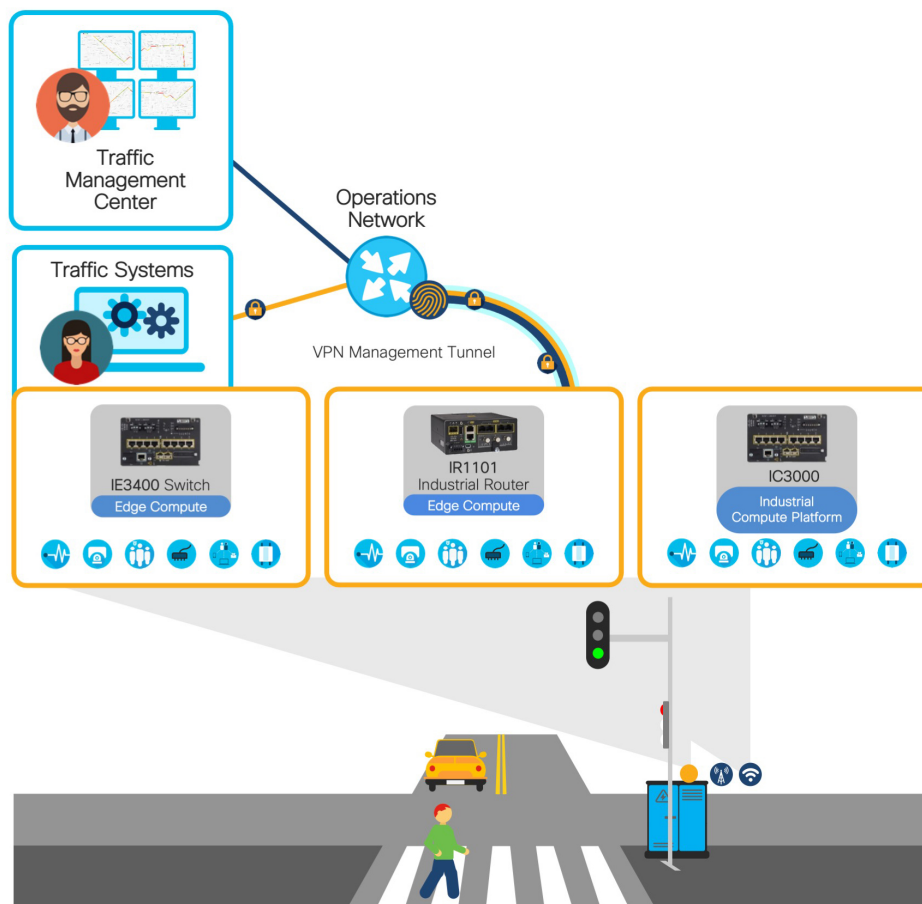 Traffic
Management
Center
Operations
Network
Traffic Systems
VPN Management Tunnel
IE3400 Switch
Edge Compute
IR1101
Industrial Router
Edge Compute
IC3000
Industrial
Compute Platform